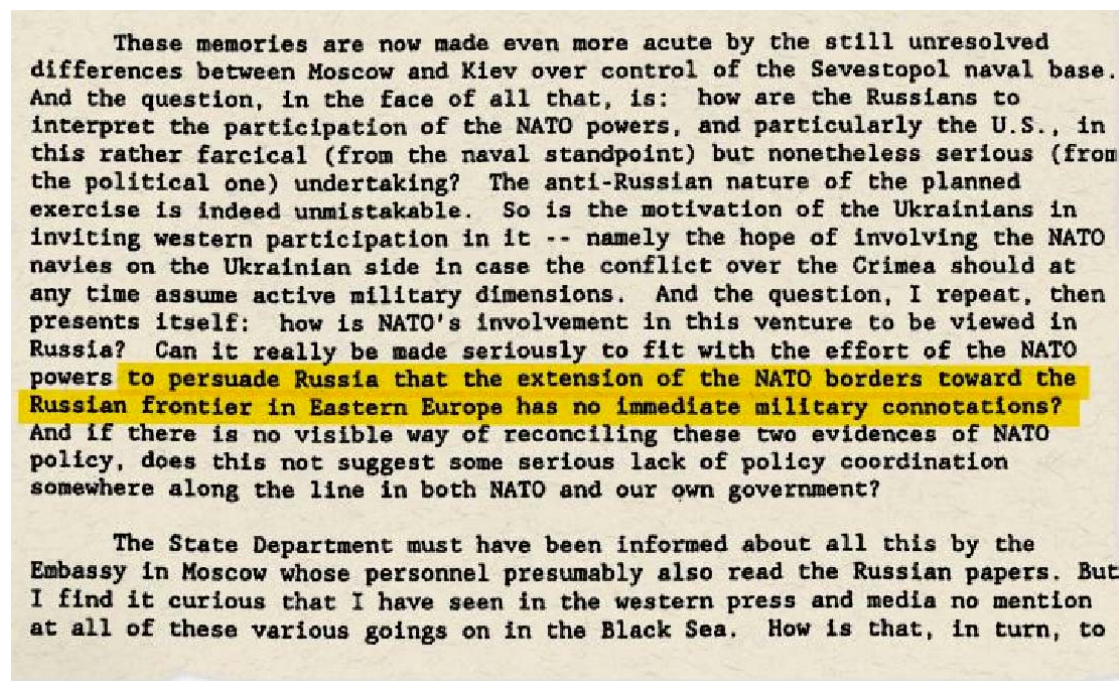 These memories are now made even more acute by the still unresolved
differences between Moscow and Kiev over control of the Sevestopol naval base.
And the question, in the face of all that, is: how are the Russians to
interpret the participation of the NATO powers, and particularly the U.S., in
this rather farcical (from the naval standpoint) but nonetheless serious (from
the political one) undertaking? The anti-Russian nature of the planned
exercise is indeed unmistakable. So is the motivation of the Ukrainians in
inviting western participation in it -- namely the hope of involving the NATO
navies on the Ukrainian side in case the conflict over the Crimea should at
any time assume active military dimensions. And the question, I repeat, then
presents itself: how is NATO's involvement in this venture to be viewed in
Russia? Can it really be made seriously to fit with the effort of the NATO
powers to persuade Russia that the extension of the NATO borders toward the
Russian frontier in Eastern Europe has no immediate military connotations?
And if there is no visible way of reconciling these two evidences of NATO
policy, does this not suggest some serious lack of policy coordination
somewhere along the line in both NATO and our own government?
The State Department must have been informed about all this by the
Embassy in Moscow whose personnel presumably also read the Russian papers. But
I find it curious that I have seen in the western press and media no mention
at all of these various goings on in the Black Sea. How is that, in turn, to